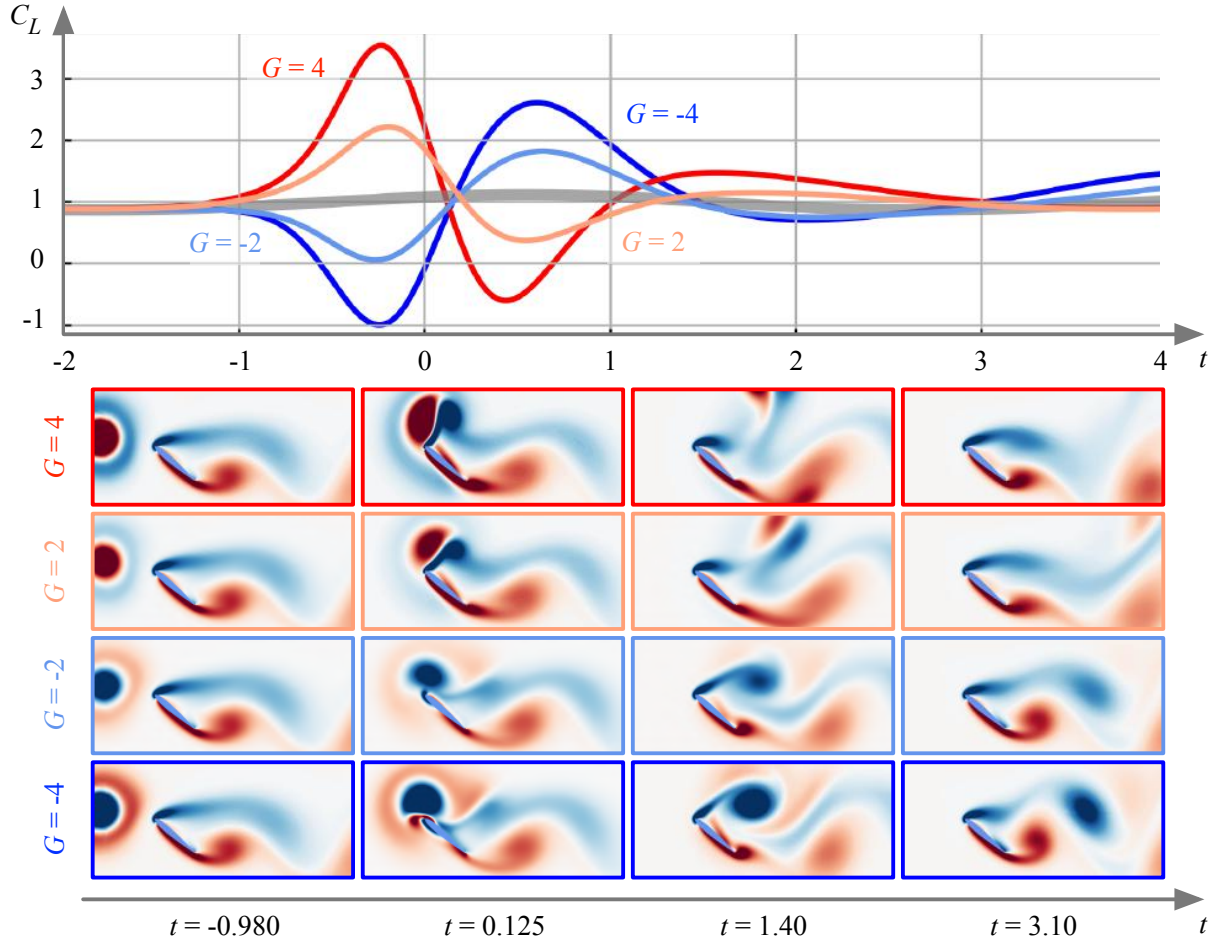 C_L
3
G = 4
2
G = -4
1
G = -2
G = 2
0
-1
-2 -1 0 1 2 3 4 t
G = 4
G = 2
G = -2
G = -4
t = -0.980 t = 0.125 t = 1.40 t = 3.10 t